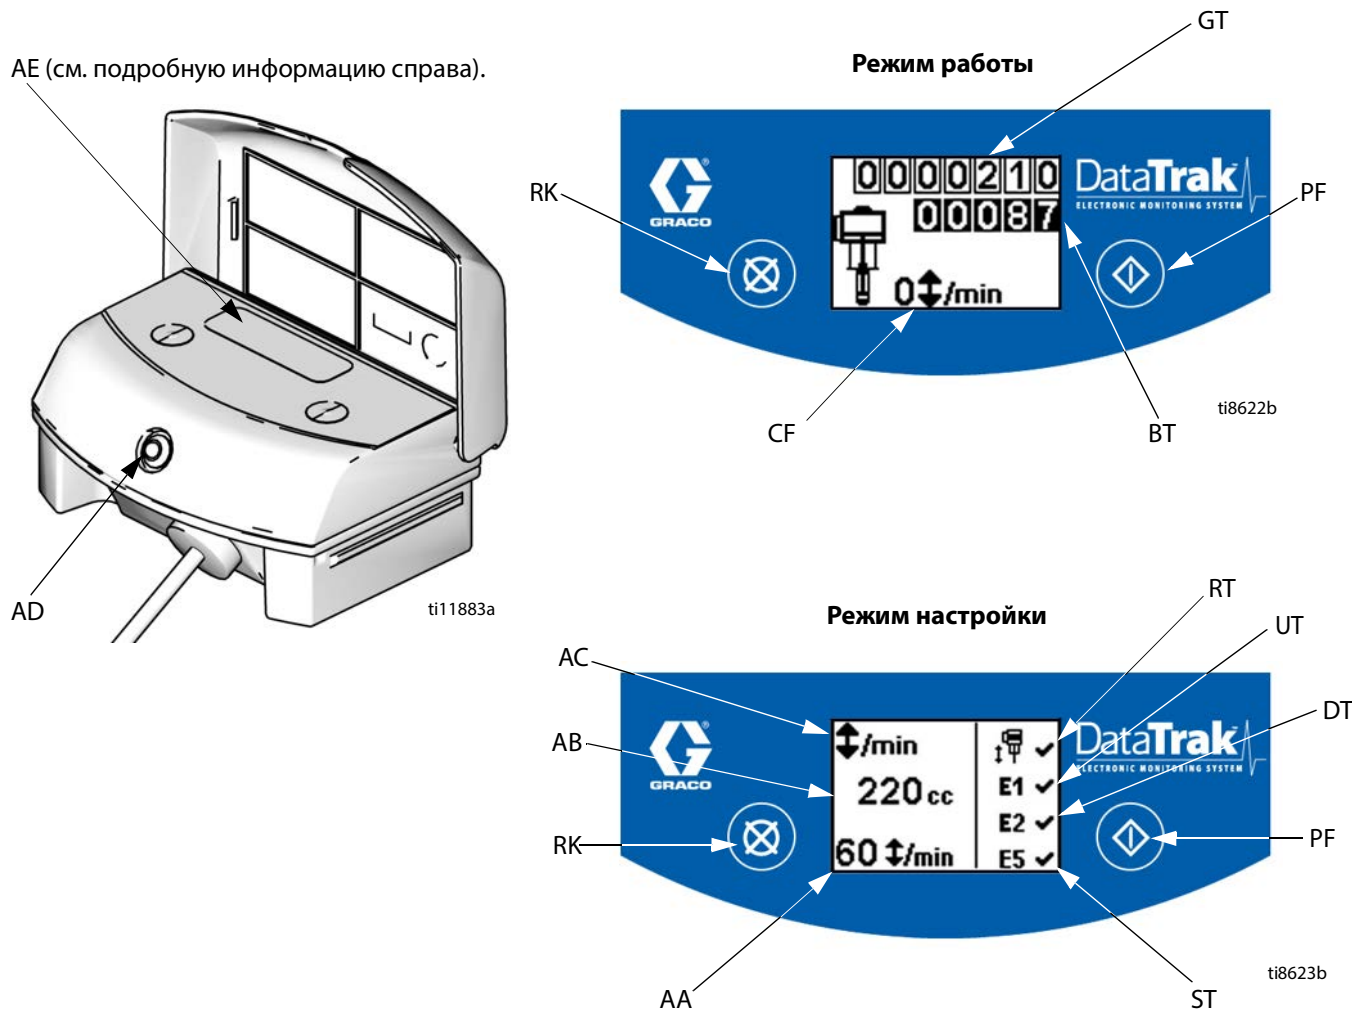 AE (см. подробную информацию справа).
AD
ti11883a
Режим работы
GT
RK
PF
CF
BT
GRACO
0000210
00087
0 /min
DataTrak
ELECTRONIC MONITORING SYSTEM
ti8622b
Режим настройки
RT
UT
DT
AC
AB
RK
PF
AA
ST
GRACO
/min
220 cc
60 /min
E1
E2
E5
DataTrak
ELECTRONIC MONITORING SYSTEM
ti8623b